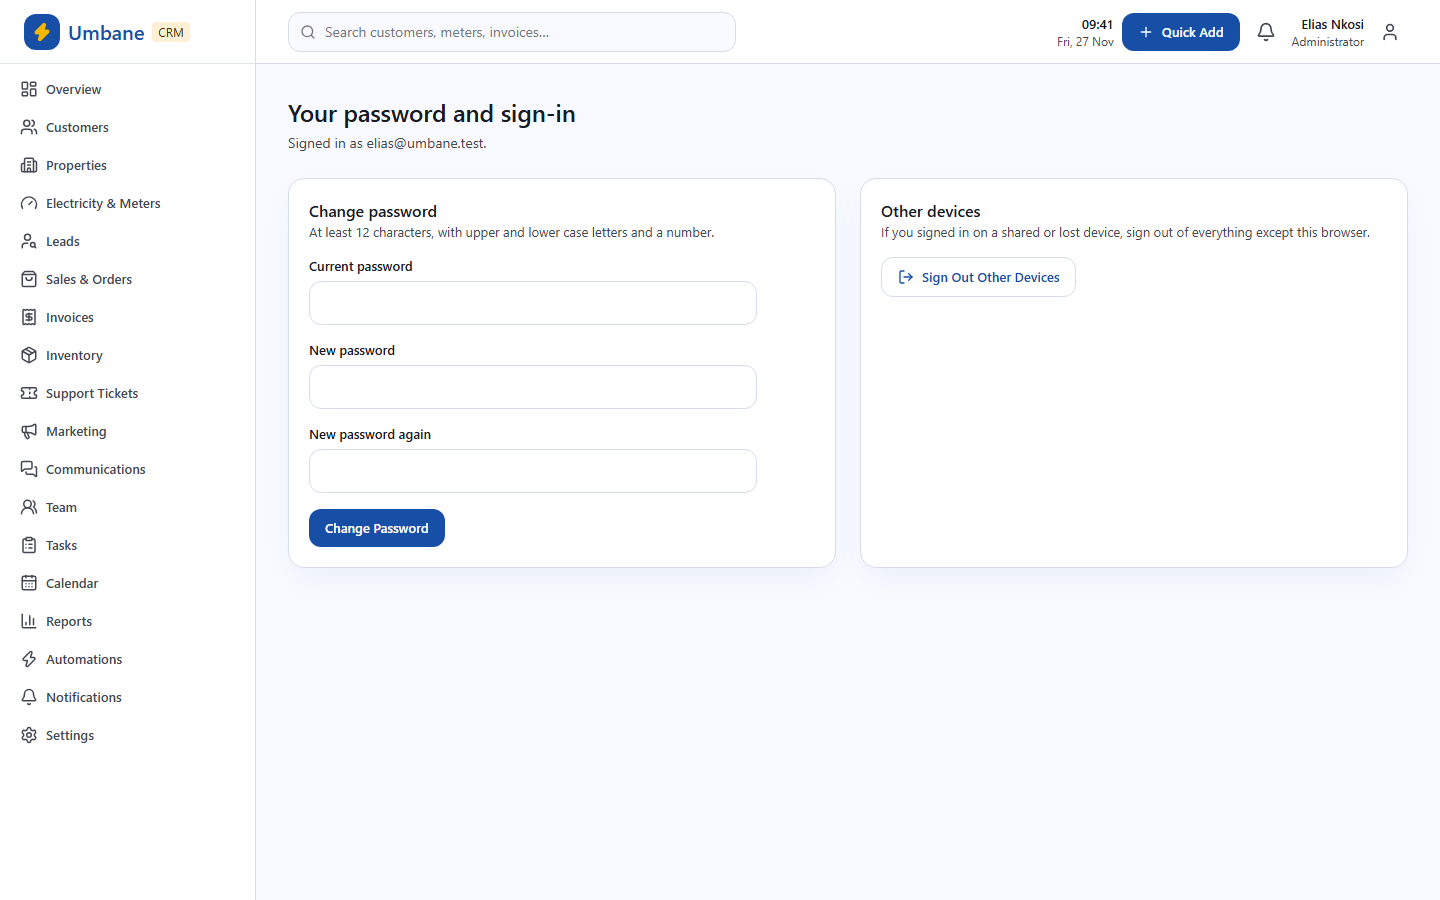 Umbane CRM
Search customers, meters, invoices...
09:41
Fri, 27 Nov
Quick Add
Elias Nkosi
Administrator
Overview
Customers
Properties
Electricity & Meters
Leads
Sales & Orders
Invoices
Inventory
Support Tickets
Marketing
Communications
Team
Tasks
Calendar
Reports
Automations
Notifications
Settings
Your password and sign-in
Signed in as elias@umbane.test.
Change password
At least 12 characters, with upper and lower case letters and a number.
Current password
New password
New password again
Change Password
Other devices
If you signed in on a shared or lost device, sign out of everything except this browser.
Sign Out Other Devices